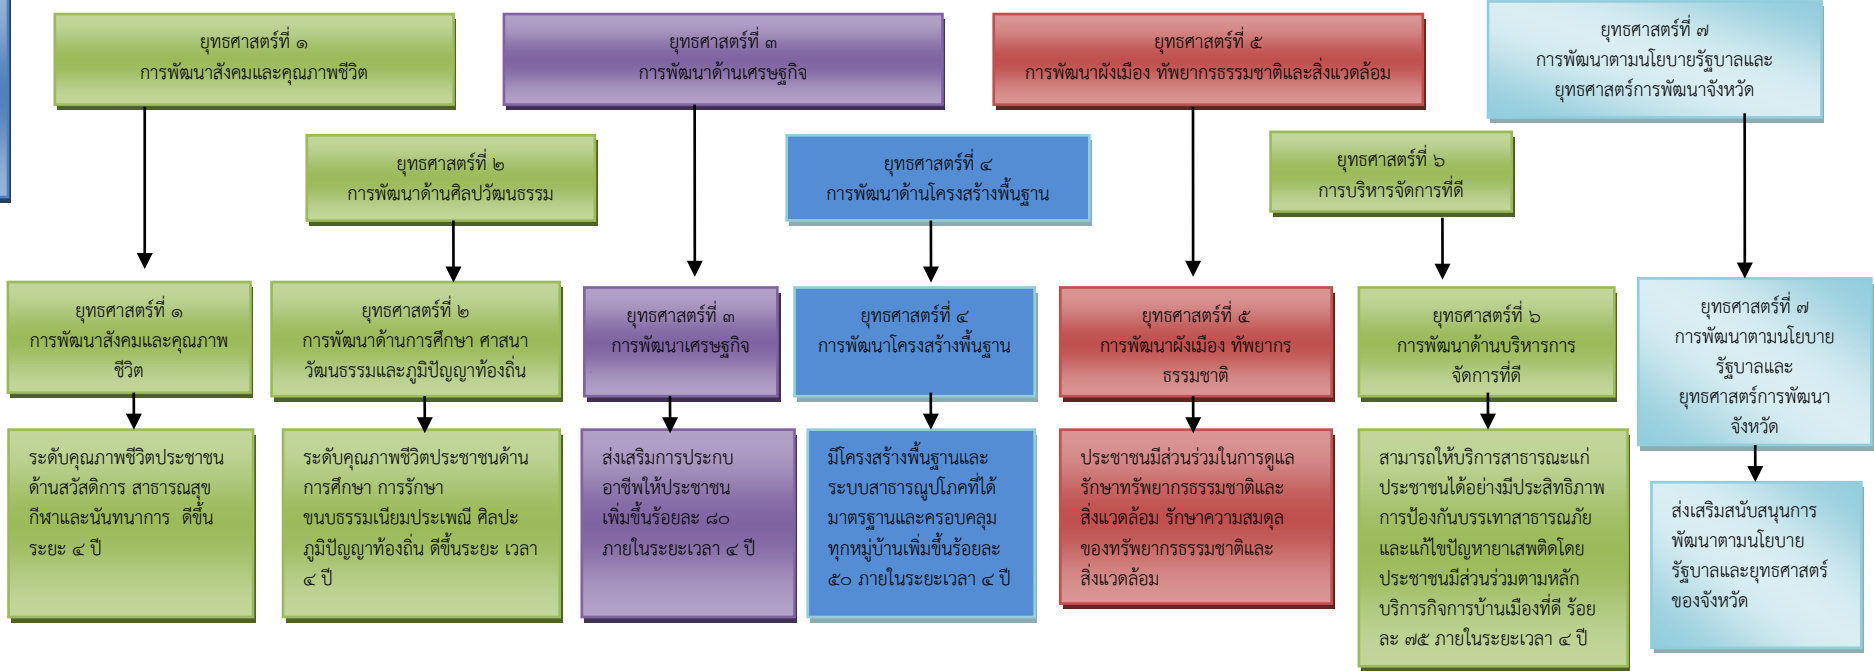 ยุทธศาสตร์ที่ ๑
การพัฒนาสังคมและคุณภาพชีวิต
ยุทธศาสตร์ที่ ๓
การพัฒนาด้านเศรษฐกิจ
ยุทธศาสตร์ที่ ๕
การพัฒนาผังเมือง ทัพยากรธรรมชาติและสิ่งแวดล้อม
ยุทธศาสตร์ที่ ๗
การพัฒนาตามนโยบายรัฐบาลและ
ยุทธศาสตร์การพัฒนาจังหวัด
ยุทธศาสตร์ที่ ๒
การพัฒนาด้านศิลปวัฒนธรรม
ยุทธศาสตร์ที่ ๔
การพัฒนาด้านโครงสร้างพื้นฐาน
ยุทธศาสตร์ที่ ๖
การบริหารจัดการที่ดี
ยุทธศาสตร์ที่ ๑
การพัฒนาสังคมและคุณภาพ
ชีวิต
ยุทธศาสตร์ที่ ๒
การพัฒนาด้านการศึกษา ศาสนา
วัฒนธรรมและภูมิปัญญาท้องถิ่น
ยุทธศาสตร์ที่ ๓
การพัฒนาเศรษฐกิจ
ยุทธศาสตร์ที่ ๔
การพัฒนาโครงสร้างพื้นฐาน
ยุทธศาสตร์ที่ ๕
การพัฒนาผังเมือง ทัพยากร
ธรรมชาติ
ยุทธศาสตร์ที่ ๖
การพัฒนาด้านบริหารการ
จัดการที่ดี
ยุทธศาสตร์ที่ ๗
การพัฒนาตามนโยบาย
รัฐบาลและ
ยุทธศาสตร์การพัฒนา
จังหวัด
ระดับคุณภาพชีวิตประชาชน
ด้านสวัสดิการ สาธารณสุข
กีฬาและนันทนาการ ดีขึ้น
ระยะ ๔ ปี
ระดับคุณภาพชีวิตประชาชนด้าน
การศึกษา การรักษา
ขนบธรรมเนียมประเพณี ศิลปะ
ภูมิปัญญาท้องถิ่น ดีขึ้นระยะ เวลา
๔ ปี
ส่งเสริมการประกบ
อาชีพให้ประชาชน
เพิ่มขึ้นร้อยละ ๘๐
ภายในระยะเวลา ๔ ปี
มีโครงสร้างพื้นฐานและ
ระบบสาธารณูปโภคที่ได้
มาตรฐานและครอบคลุม
ทุกหมู่บ้านเพิ่มขึ้นร้อยละ
๕๐ ภายในระยะเวลา ๔ ปี
ประชาชนมีส่วนร่วมในการดูแล
รักษาทรัพยากรธรรมชาติและ
สิ่งแวดล้อม รักษาความสมดุล
ของทรัพยากรธรรมชาติและ
สิ่งแวดล้อม
สามารถให้บริการสาธารณะแก่
ประชาชนได้อย่างมีประสิทธิภาพ
การป้องกันบรรเทาสาธารณภัย
และแก้ไขปัญหายาเสพติดโดย
ประชาชนมีส่วนร่วมตามหลัก
บริการกิจการบ้านเมืองที่ดี ร้อย
ละ ๗๕ ภายในระยะเวลา ๔ ปี
ส่งเสริมสนับสนุนการ
พัฒนาตามนโยบาย
รัฐบาลและยุทธศาสตร์
ของจังหวัด